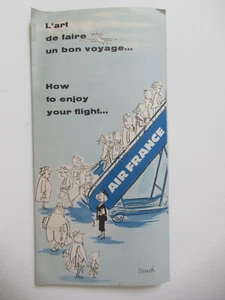 L'art
de faire
un bon voyage...
How
to enjoy
your flight...
AIR FRANCE